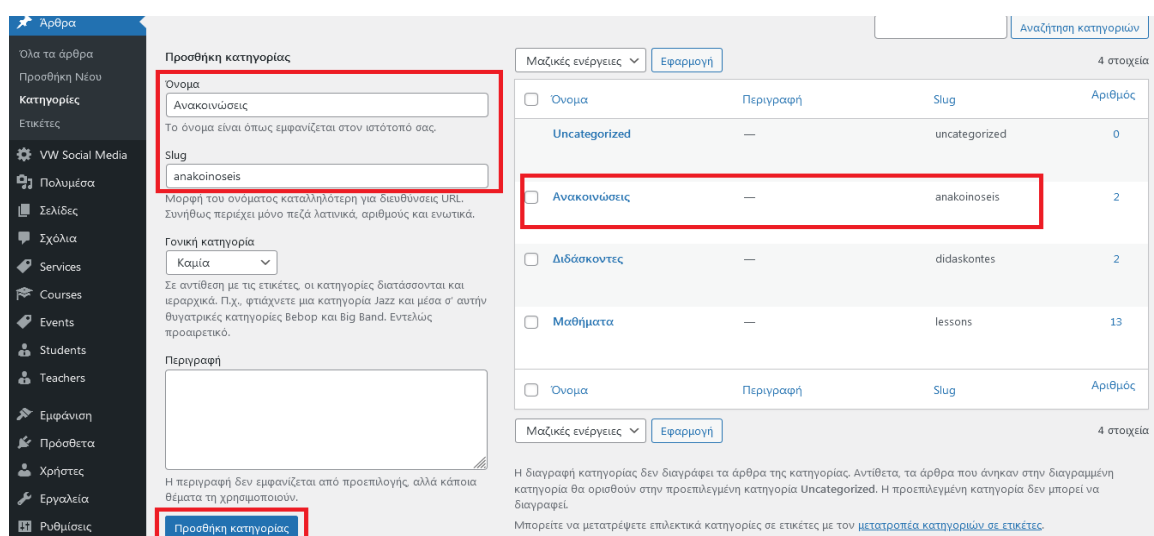 Άρθρα
Όλα τα άρθρα
Προσθήκη Νέου
Κατηγορίες
Ετικέτες
VW Social Media
Πολυμέσα
Σελίδες
Σχόλια
Services
Courses
Events
Students
Teachers
Εμφάνιση
Πρόσθετα
Χρήστες
Εργαλεία
Ρυθμίσεις
Προσθήκη κατηγορίας
Όνομα
Ανακοινώσεις
Το όνομα είναι όπως εμφανίζεται στον ιστότοπό σας.
Slug
anakoinoseis
Μορφή του ονόματος καταλληλότερη για διευθύνσεις URL.
Συνήθως περιέχει μόνο πεζά λατινικά, αριθμούς και ενωτικά.
Γονική κατηγορία
Καμία
Σε αντίθεση με τις ετικέτες, οι κατηγορίες διατάσσονται και
ιεραρχικά. Π.χ., φτιάχνετε μια κατηγορία Jazz και μέσα σ' αυτήν
θυγατρικές κατηγορίες Bebop και Big Band. Εντελώς
προαιρετικό.
Περιγραφή
Η περιγραφή δεν εμφανίζεται από προεπιλογής, αλλά κάποια
θέματα τη χρησιμοποιούν.
Προσθήκη κατηγορίας
Αναζήτηση κατηγοριών
Μαζικές ενέργειες Εφαρμογή 4 στοιχεία
Όνομα Περιγραφή Slug Αριθμός
Uncategorized — uncategorized 0
Ανακοινώσεις — anakoinoseis 2
Διδάσκοντες — didaskontes 2
Μαθήματα — lessons 13
Όνομα Περιγραφή Slug Αριθμός
Μαζικές ενέργειες Εφαρμογή 4 στοιχεία
Η διαγραφή κατηγορίας δεν διαγράφει τα άρθρα της κατηγορίας. Αντίθετα, τα άρθρα που άνηκαν στην διαγραμμένη
κατηγορία θα ορισθούν στην προεπιλεγμένη κατηγορία Uncategorized. Η προεπιλεγμένη κατηγορία δεν μπορεί να
διαγραφεί.
Μπορείτε να μετατρέψετε επιλεκτικά κατηγορίες σε ετικέτες με τον μετατροπέα κατηγοριών σε ετικέτες.